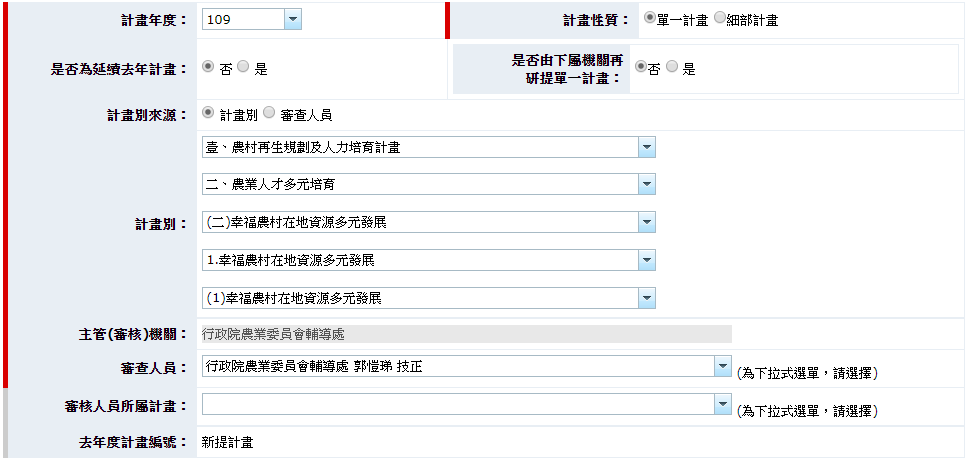 計畫年度： 109 計畫性質： 單一計畫 細部計畫
是否為延續去年計畫： 否 是 是否由下屬機關再
研提單一計畫： 否 是
計畫別來源： 計畫別 審查人員
壹、農村再生規劃及人力培育計畫
二、農業人才多元培育
計畫別： (二)幸福農村在地資源多元發展
1.幸福農村在地資源多元發展
(1)幸福農村在地資源多元發展
主管(審核)機關： 行政院農業委員會輔導處
審查人員： 行政院農業委員會輔導處 郭愷珶 技正 (為下拉式選單，請選擇)
審核人員所屬計畫： (為下拉式選單，請選擇)
去年度計畫編號： 新提計畫